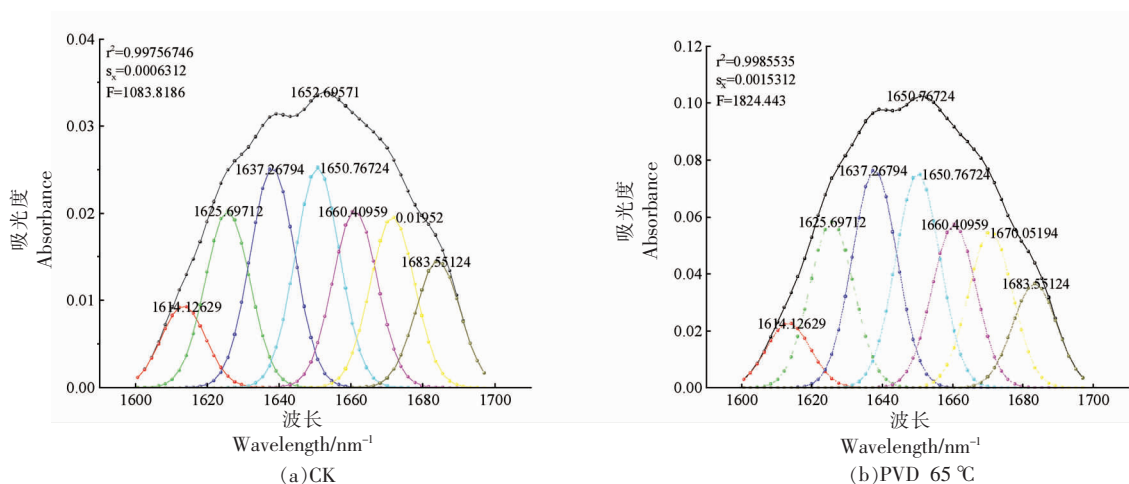 0.04
0.03
0.02
0.01
0.00
吸光度
Absorbance
r²=0.99756746
sₓ=0.0006312
F=1083.8186
1652.69571
1637.26794
1650.76724
1625.69712
1660.40959
0.01952
1683.55124
1614.12629
1600
1620
1640
1660
1680
1700
波长
Wavelength/nm⁻¹
(a)CK
0.12
0.10
0.08
0.06
0.04
0.02
0.00
吸光度
Absorbance
r²=0.9985535
sₓ=0.0015312
F=1824.443
1650.76724
1637.26794
1650.76724
1625.69712
1660.40959
1670.05194
1683.55124
1614.12629
1600
1620
1640
1660
1680
1700
波长
Wavelength/nm⁻¹
(b)PVD 65 ℃